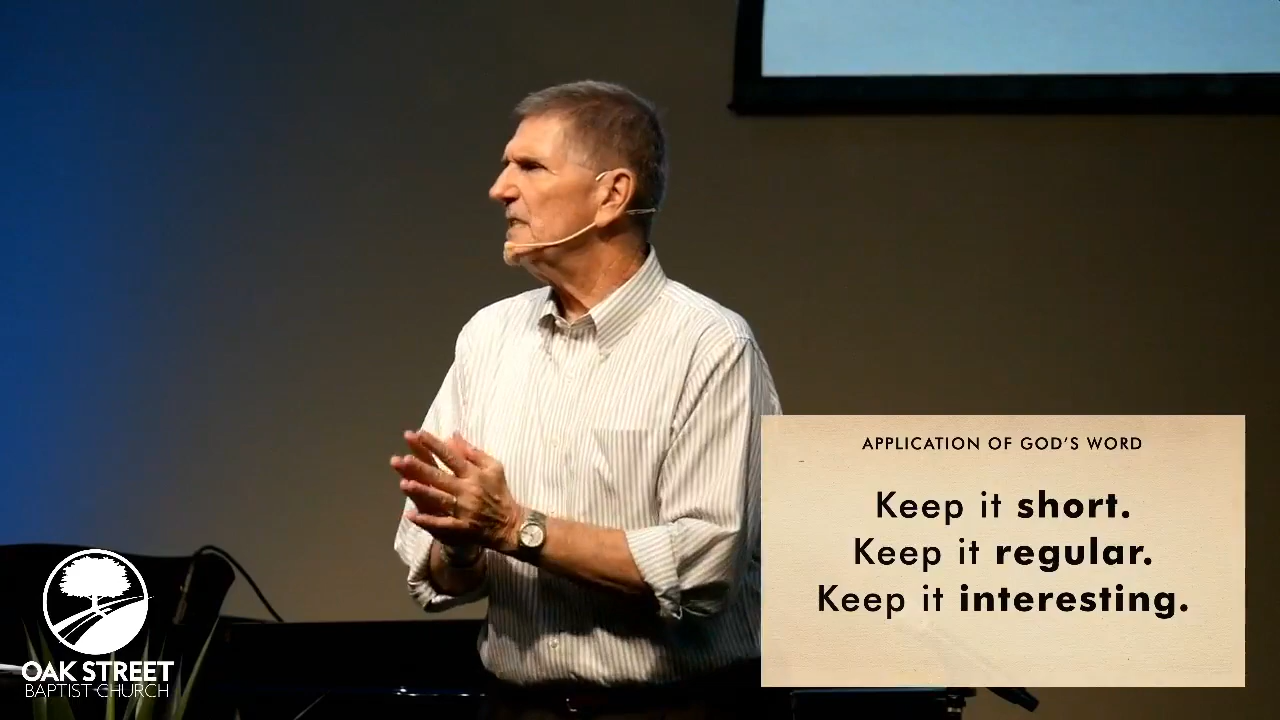 APPLICATION OF GOD'S WORD
Keep it short.
Keep it regular.
Keep it interesting.
OAK STREET
BAPTIST CHURCH